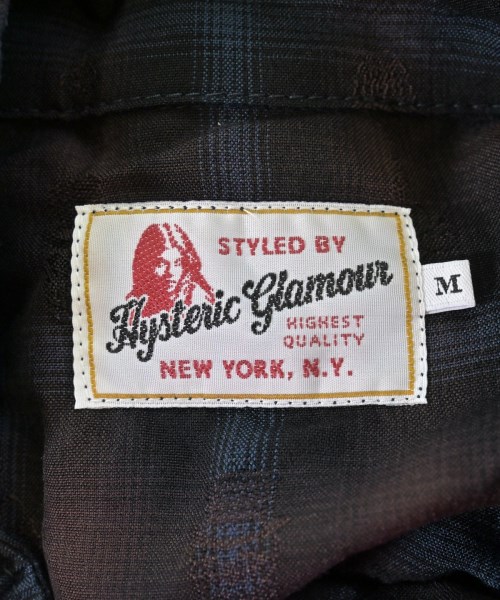 STYLED BY
Hysteric Glamour
HIGHEST
QUALITY
NEW YORK, N.Y.
M